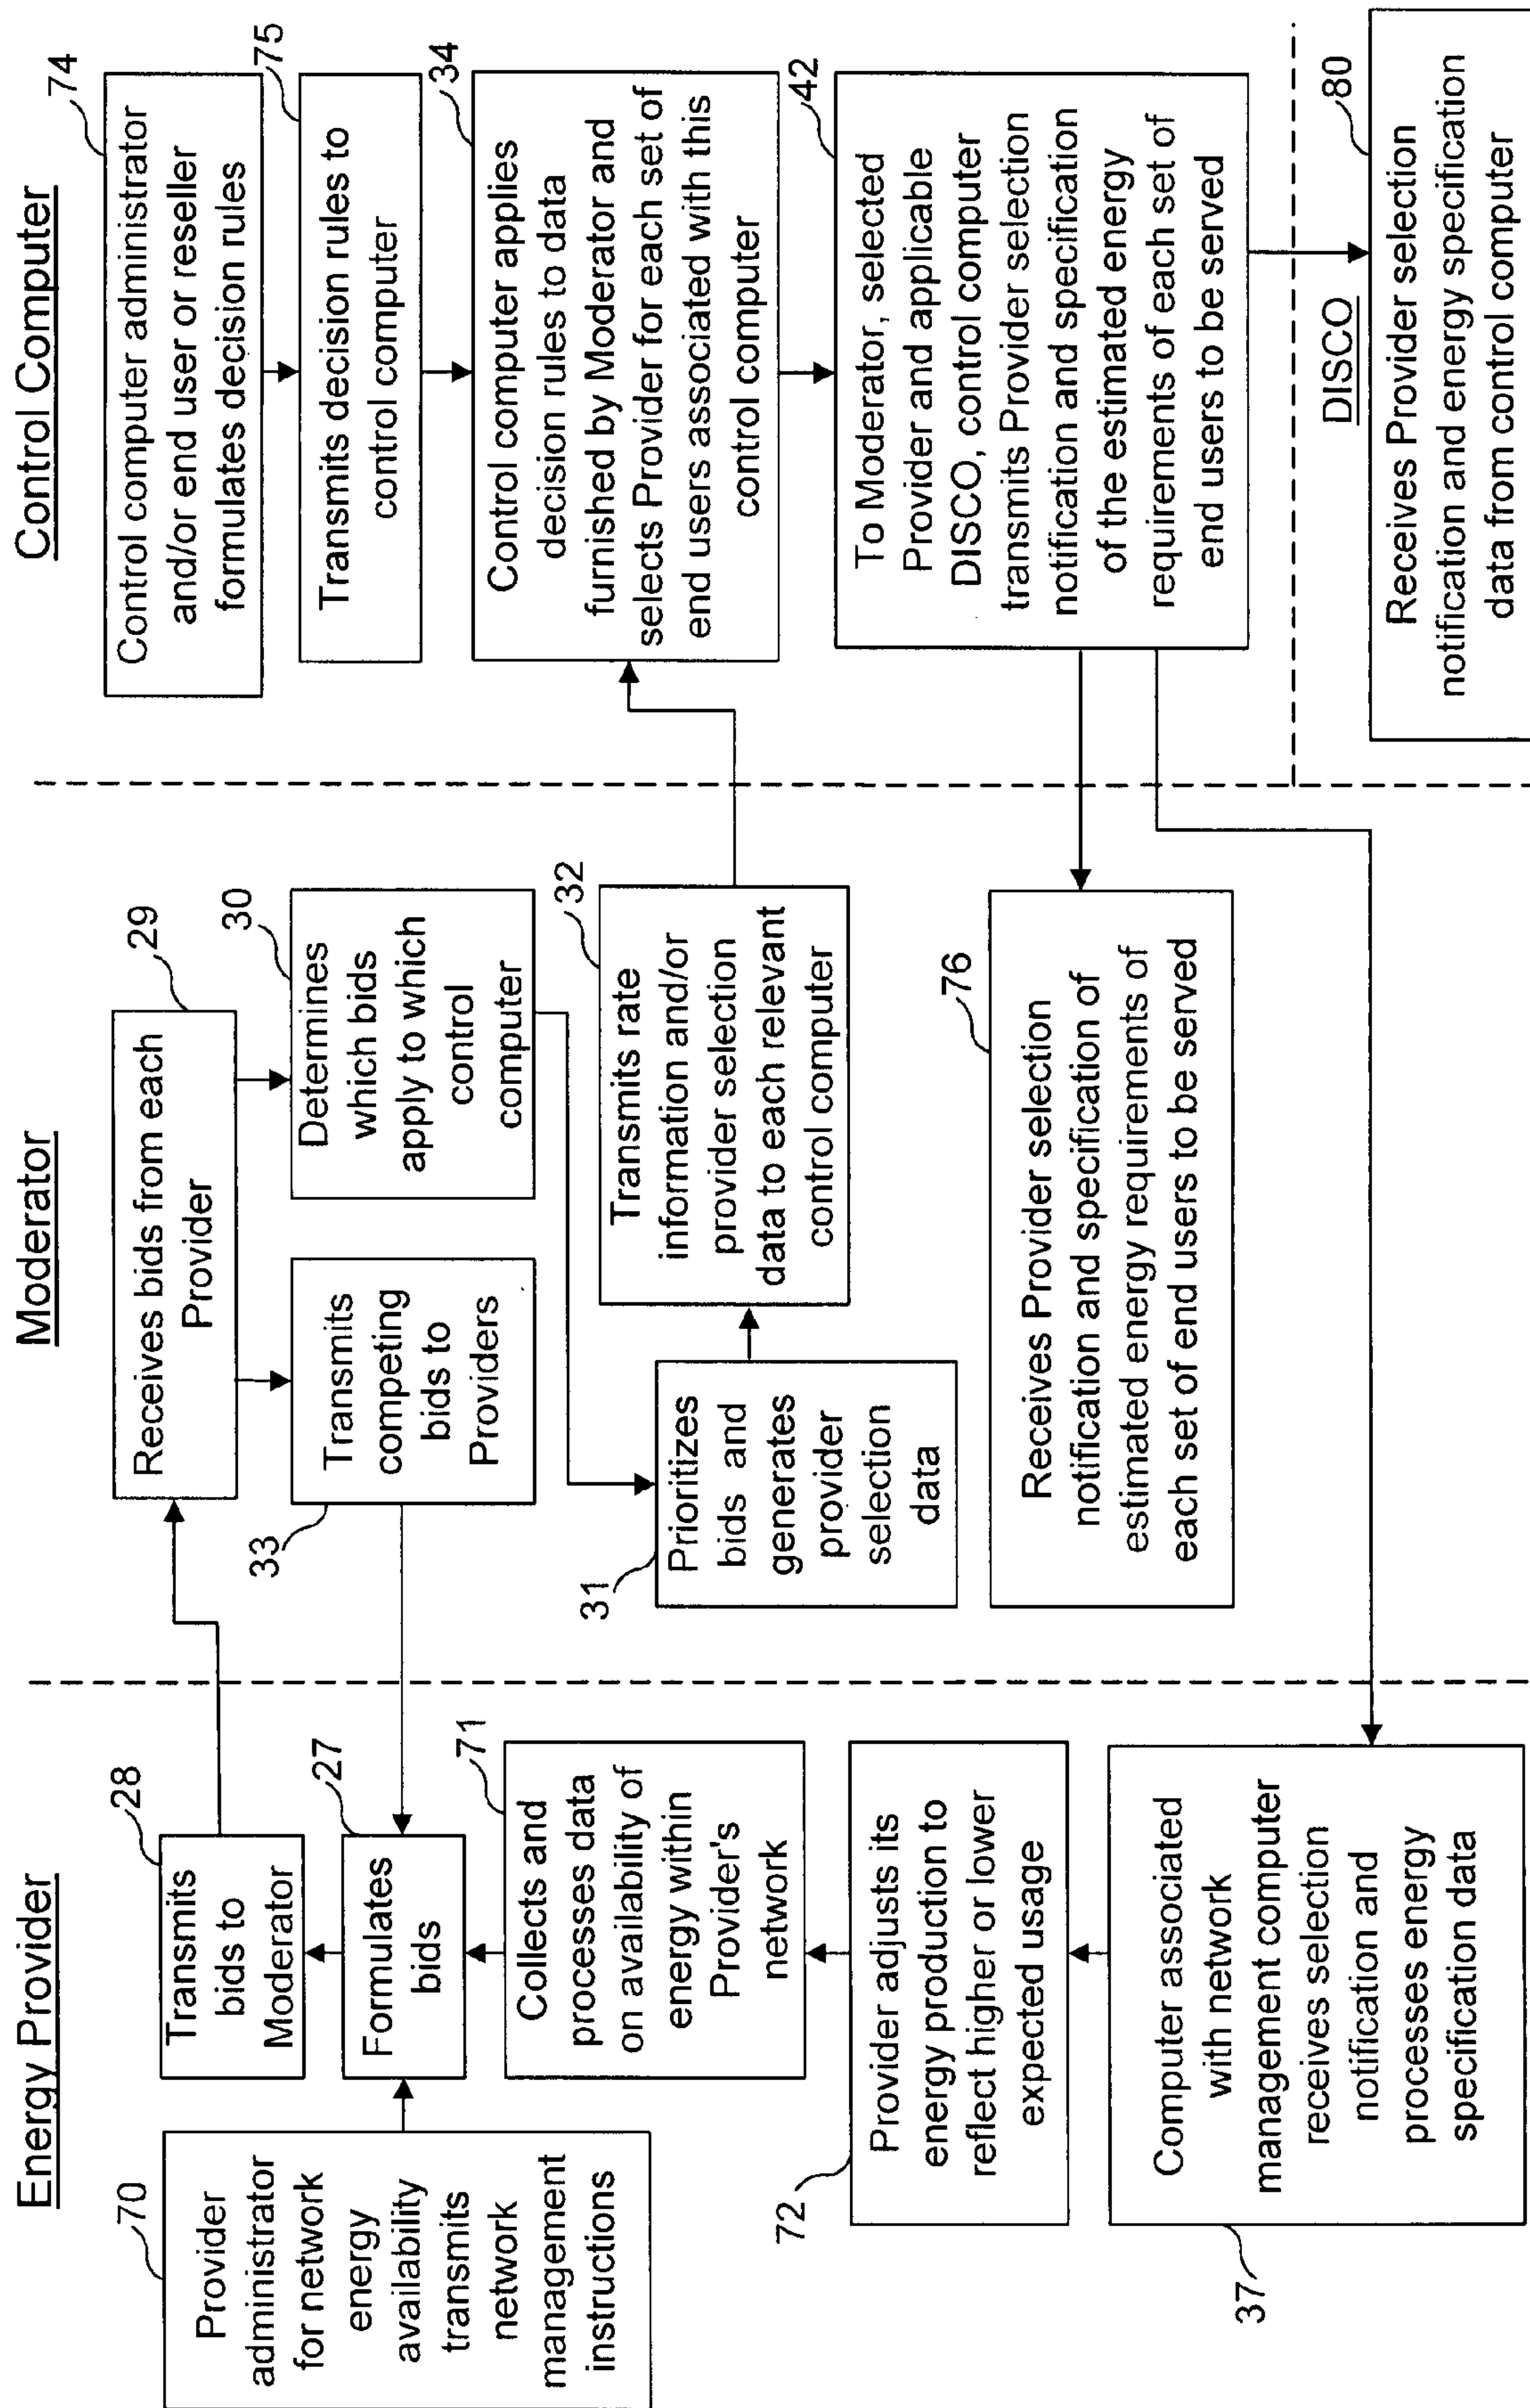 Energy Provider
70
Provider
administrator
for network
energy
availability
transmits
network
management
instructions
28
Transmits
bids to
Moderator
27
Formulates
bids
71
Collects and
processes data
on availability of
energy within
Provider's
network
72
Provider adjusts its
energy production to
reflect higher or lower
expected usage
37
Computer associated
with network
management computer
receives selection
notification and
processes energy
specification data
Moderator
29
Receives bids from each
Provider
33
Transmits
competing
bids to
Providers
30
Determines
which bids
apply to which
control
computer
31
Prioritizes
bids and
generates
provider
selection
data
32
Transmits rate
information and/or
provider selection
data to each relevant
control computer
76
Receives Provider selection
notification and specification of
estimated energy requirements of
each set of end users to be served
Control Computer
74
Control computer administrator
and/or end user or reseller
formulates decision rules
75
Transmits decision rules to
control computer
34
Control computer applies
decision rules to data
furnished by Moderator and
selects Provider for each set of
end users associated with this
control computer
42
To Moderator, selected
Provider and applicable
DISCO, control computer
transmits Provider selection
notification and specification
of the estimated energy
requirements of each set of
end users to be served
DISCO
80
Receives Provider selection
notification and energy specification
data from control computer